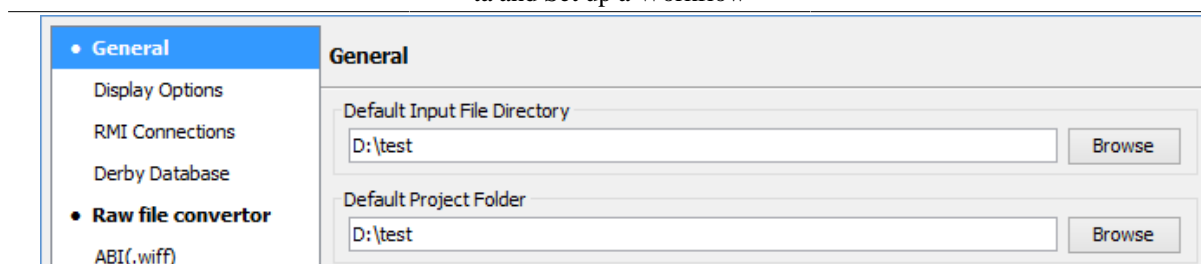 General
Display Options
RMI Connections
Derby Database
• Raw file convertor
ABI(.wiff)
General
Default Input File Directory
D:\test
Browse
Default Project Folder
D:\test
Browse